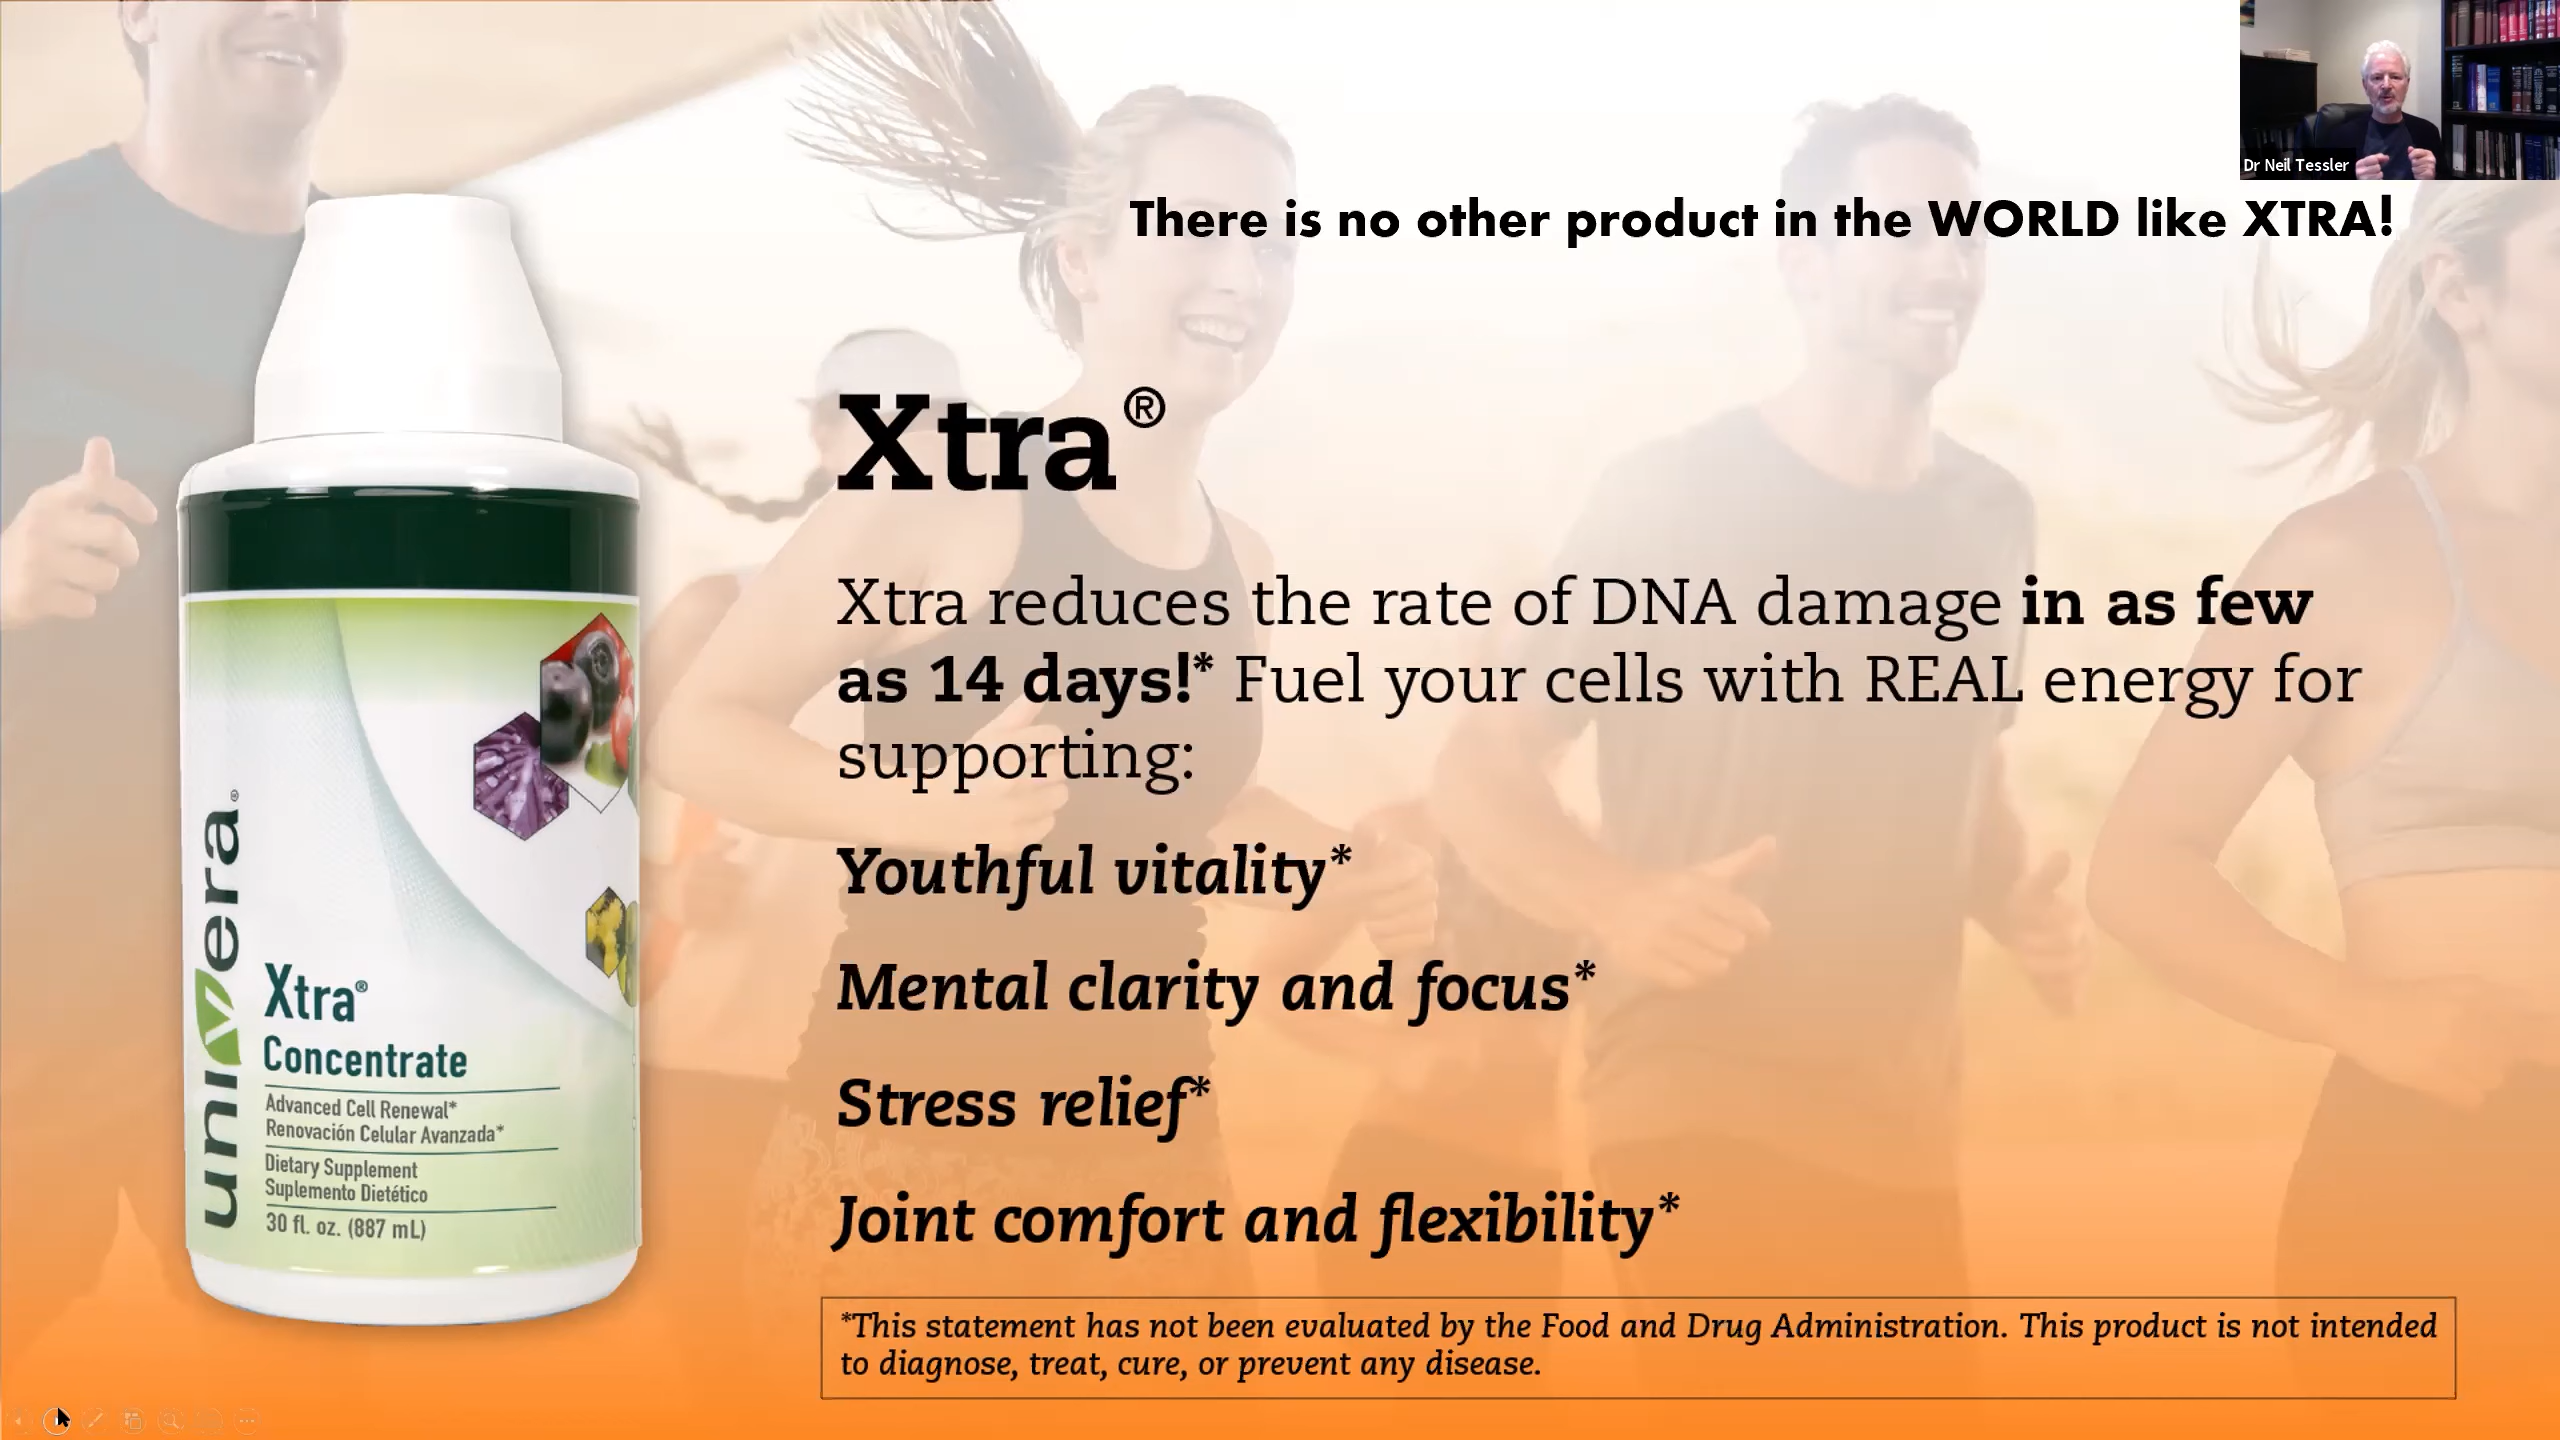 Dr Neil Tessler
There is no other product in the WORLD like XTRA!
Xtra®
Xtra reduces the rate of DNA damage in as few
as 14 days!* Fuel your cells with REAL energy for
supporting:
Youthful vitality*
Mental clarity and focus*
Stress relief*
Joint comfort and flexibility*
*This statement has not been evaluated by the Food and Drug Administration. This product is not intended
to diagnose, treat, cure, or prevent any disease.
univera®
Xtra®
Concentrate
Advanced Cell Renewal*
Renovación Celular Avanzada*
Dietary Supplement
Suplemento Dietético
30 fl. oz. (887 mL)